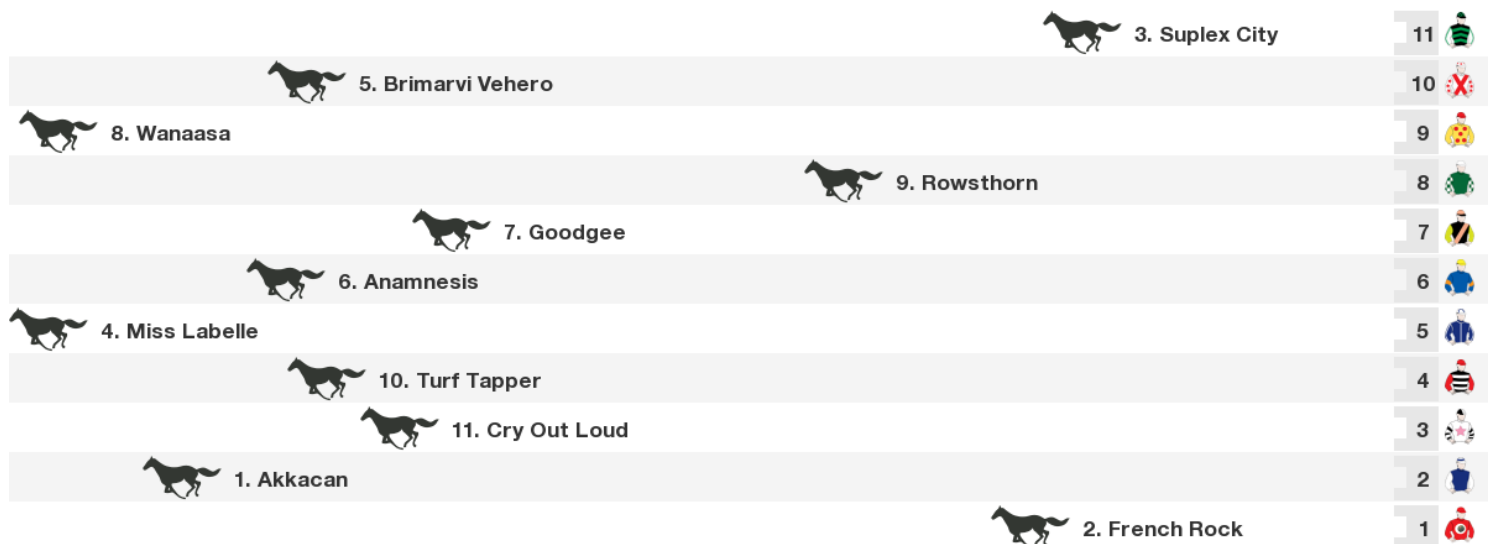 3. Suplex City 11
5. Brimarvi Vehero 10
8. Wanaasa 9
9. Rowsthorn 8
7. Goodgee 7
6. Anamnesis 6
4. Miss Labelle 5
10. Turf Tapper 4
11. Cry Out Loud 3
1. Akkacan 2
2. French Rock 1